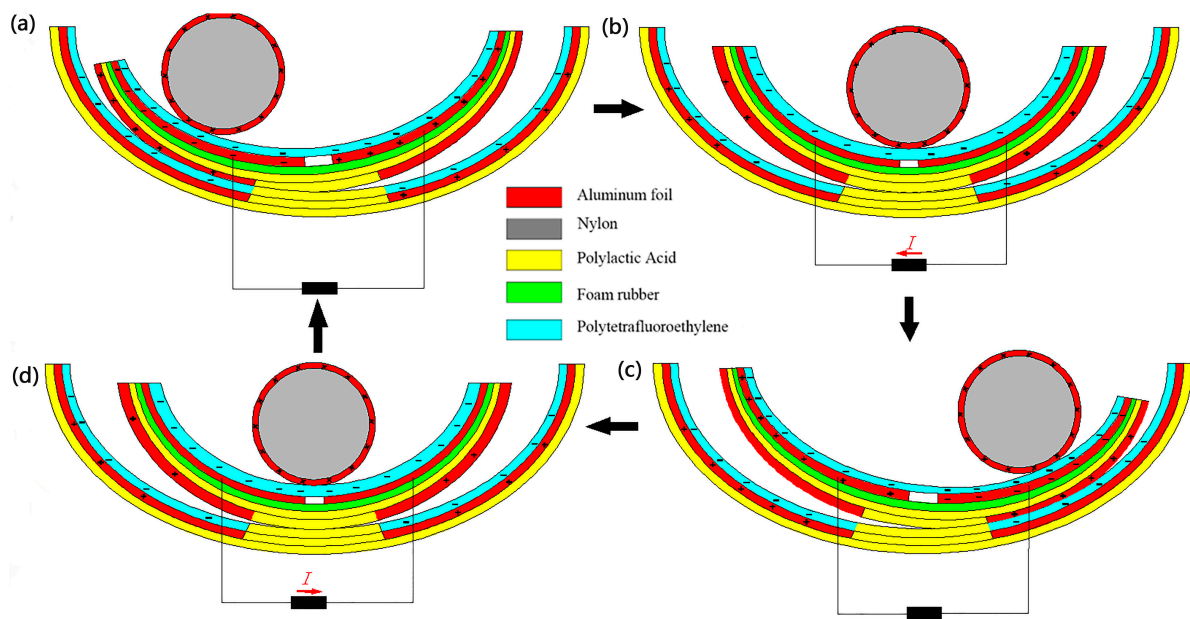 (a)
(b)
Aluminum foil
Nylon
Polylactic Acid
Foam rubber
Polytetrafluoroethylene
I
(d)
(c)
I